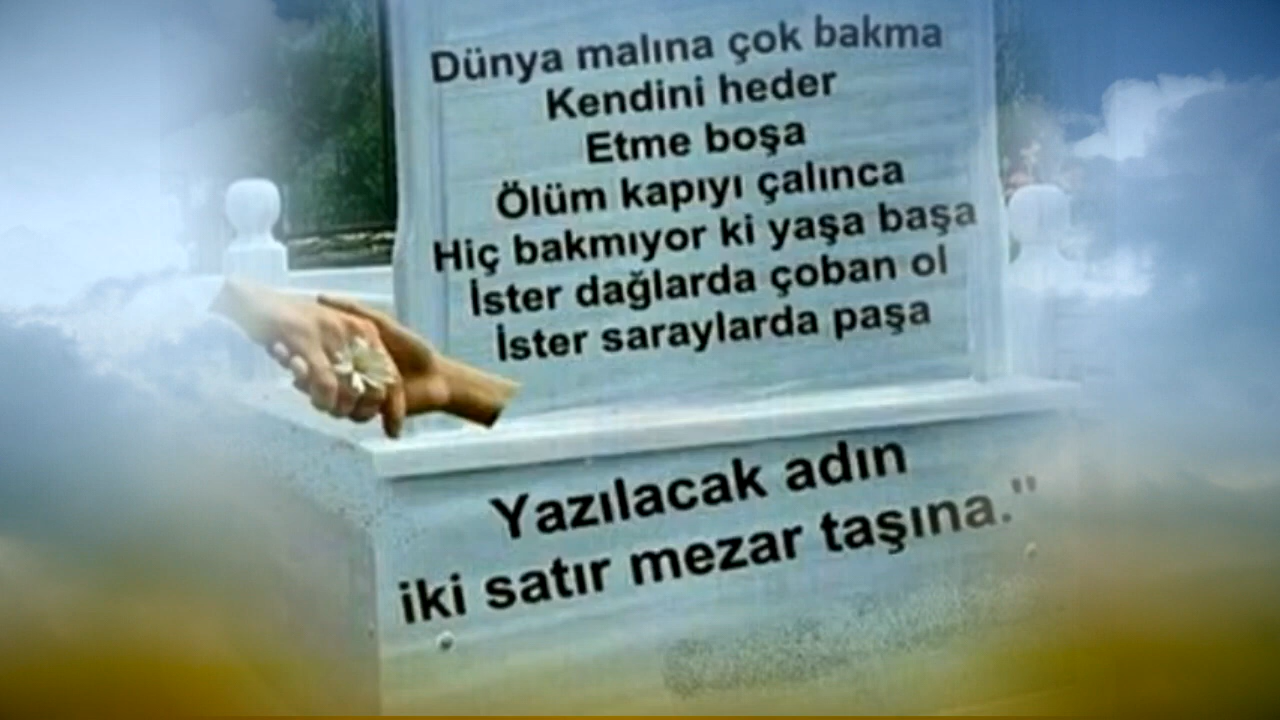 Dünya malına çok bakma
Kendini heder
Etme boşa
Ölüm kapıyı çalınca
Hiç bakmıyor ki yaşa başa
İster dağlarda çoban ol
İster saraylarda paşa
Yazılacak adın
iki satır mezar taşına."